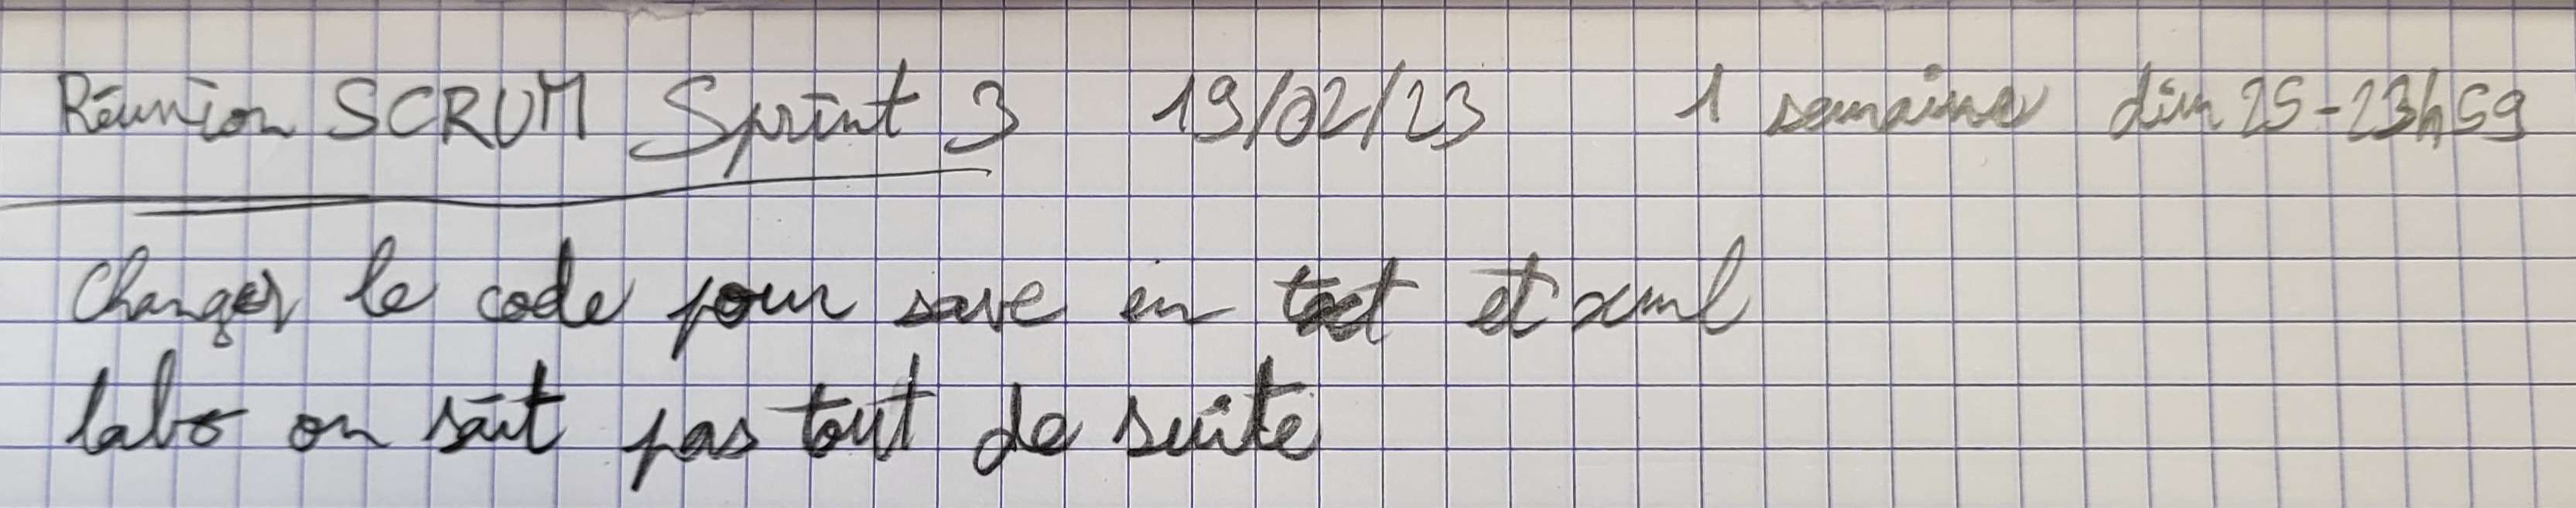 Réunion SCRUM Sprint 3 19/02/23 1 semaine dim 25-23h59
Changer le code pour save en txt et xml
labo on sait pas tout de suite